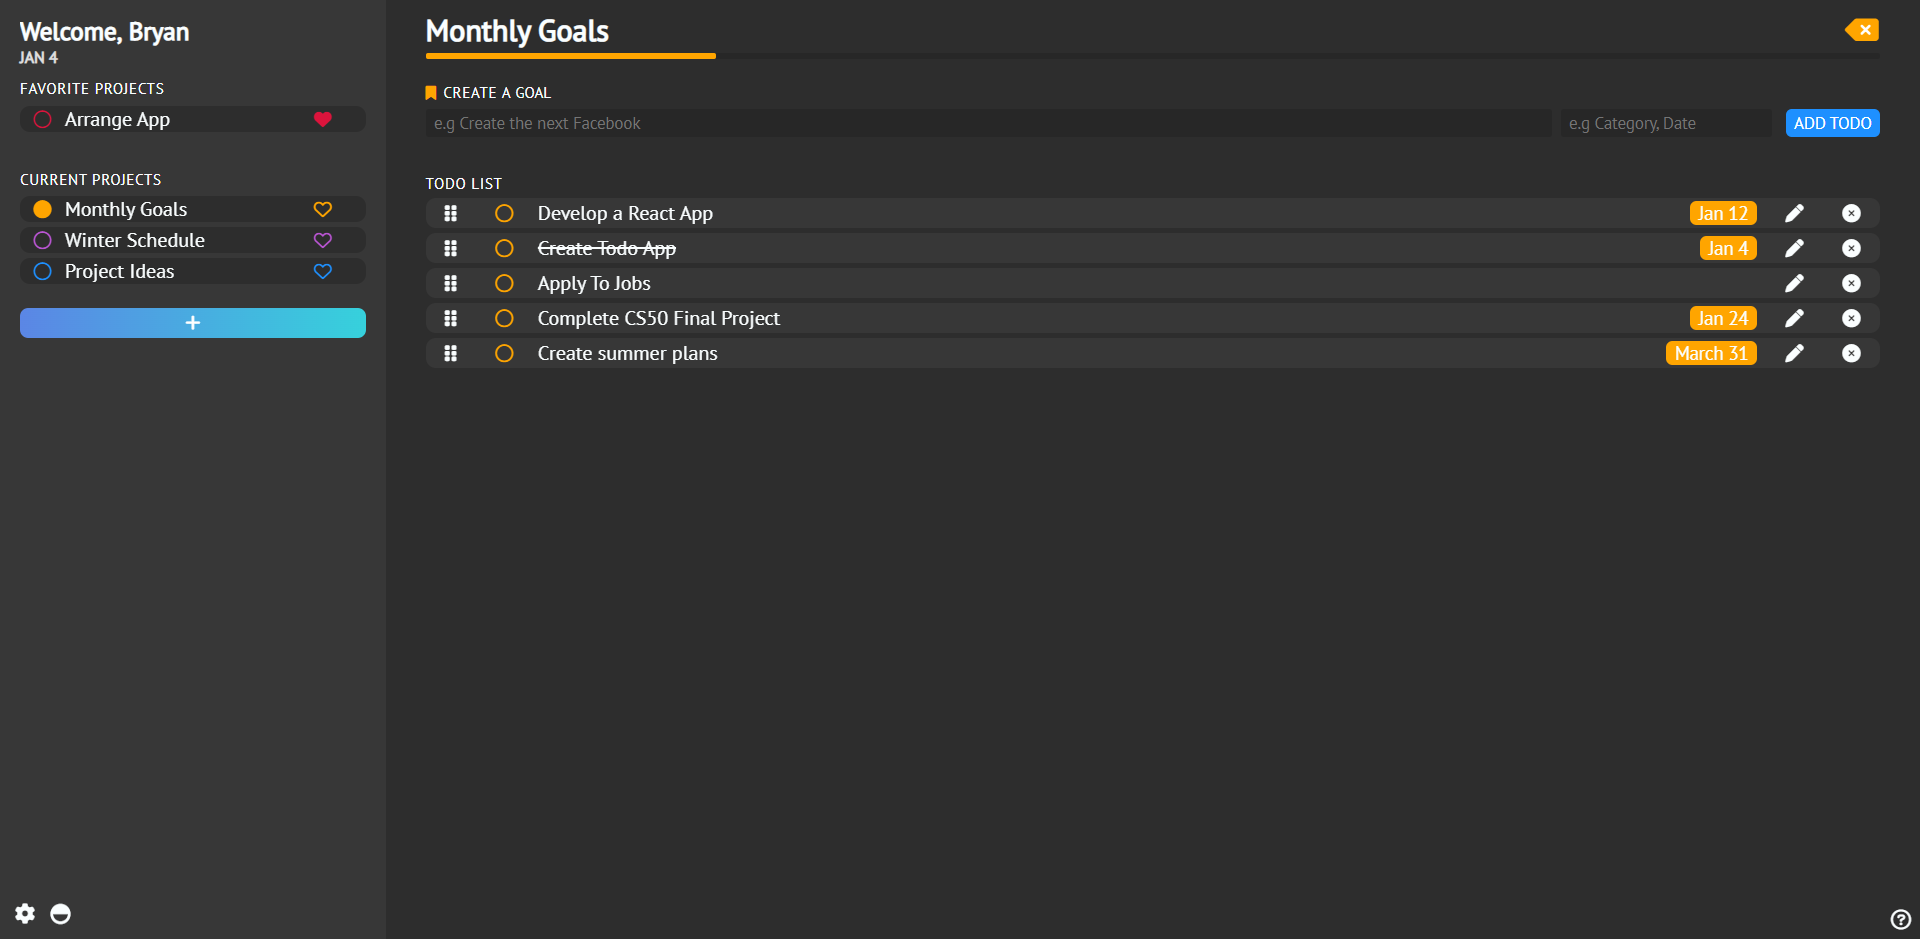 Welcome, Bryan
JAN 4
FAVORITE PROJECTS
Arrange App
CURRENT PROJECTS
Monthly Goals
Winter Schedule
Project Ideas
+
Monthly Goals
CREATE A GOAL
e.g Create the next Facebook
e.g Category, Date
ADD TODO
TODO LIST
Develop a React App Jan 12
Create Todo App Jan 4
Apply To Jobs
Complete CS50 Final Project Jan 24
Create summer plans March 31